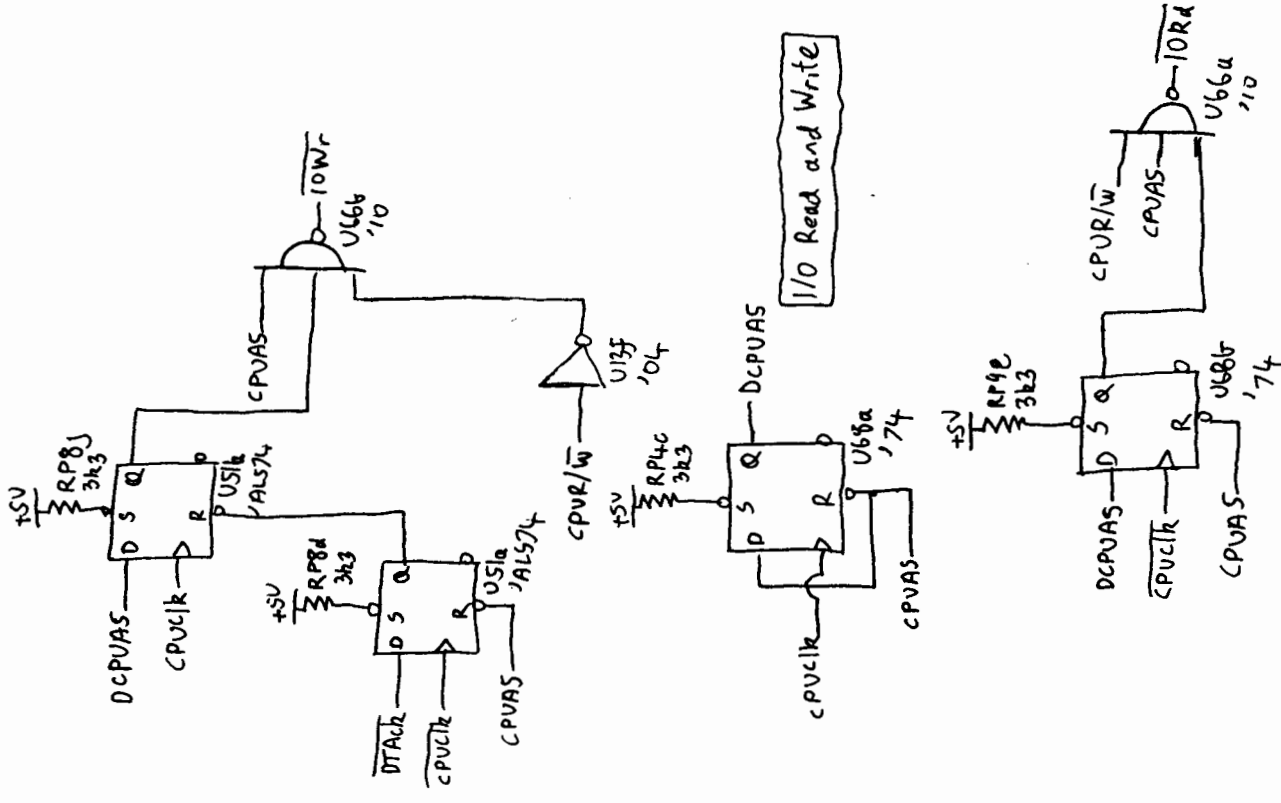 +5V
RP8J
3k3
DCPUAS
CPUClk
D
S
Q
R
U51b
'ALS74
+5V
RP8d
3k3
DTAck
CPUClk
CPUAS
D
S
Q
R
U51a
'ALS74
CPUAS
CPUR/W
U13f
'04
IOWr
U66b
'10
+5V
RP4c
3k3
CPUClk
CPUAS
D
S
Q
R
DCPUAS
U68a
'74
I/O Read and Write
+5V
RP4e
3k3
DCPUAS
CPUClk
CPUAS
D
S
Q
R
U68b
'74
CPUR/W
CPUAS
IORd
U66a
'10